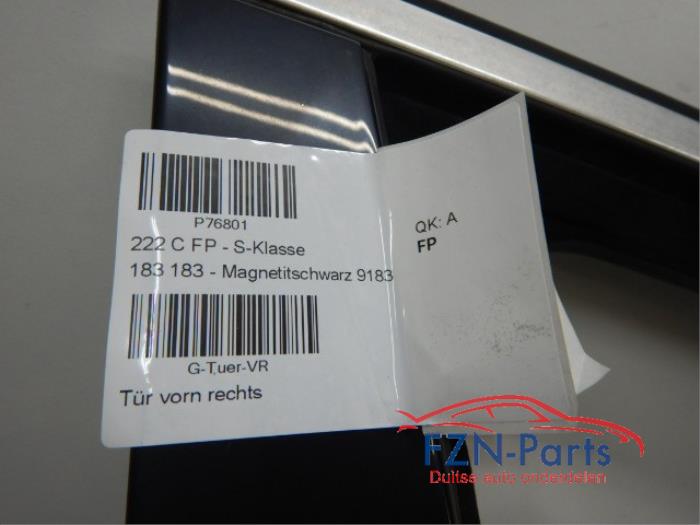 P76801
222 C FP - S-Klasse
183 183 - Magnetitschwarz 9183
G-Tuer-VR
Tür vorn rechts
QK: A
FP
FZN-Parts
Duitse auto onderdelen